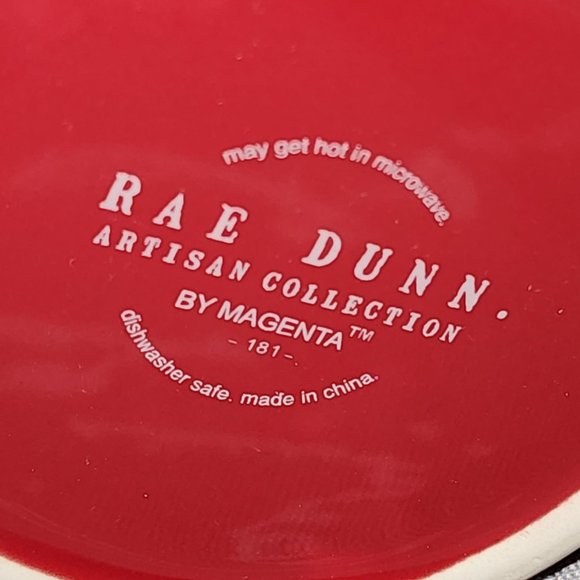 may get hot in microwave.
RAE DUNN.
ARTISAN COLLECTION
BY MAGENTA™
- 181 -
dishwasher safe. made in china.